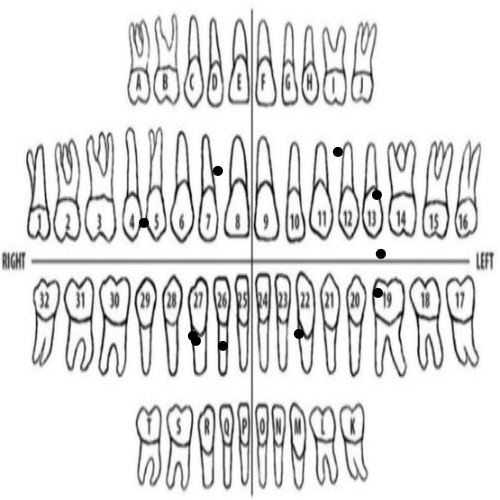 A B C D E F G H I J
1 2 3 4 5 6 7 8 9 10 11 12 13 14 15 16
RIGHT LEFT
32 31 30 29 28 27 26 25 24 23 22 21 20 19 18 17
T S R Q P O N M L K